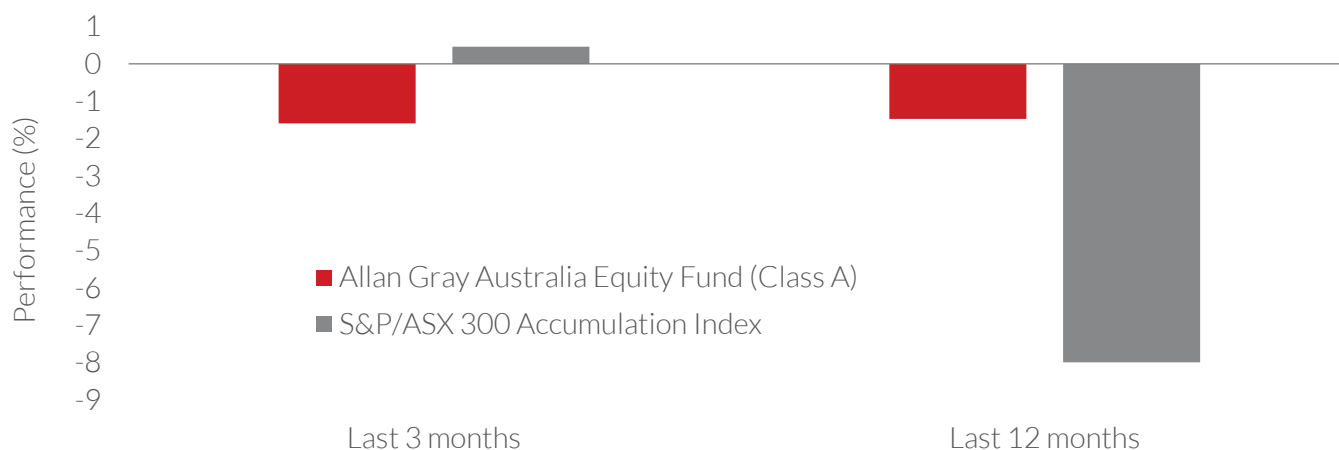 Performance (%)
1
0
-1
-2
-3
-4
-5
-6
-7
-8
-9
Allan Gray Australia Equity Fund (Class A)
S&P/ASX 300 Accumulation Index
Last 3 months
Last 12 months